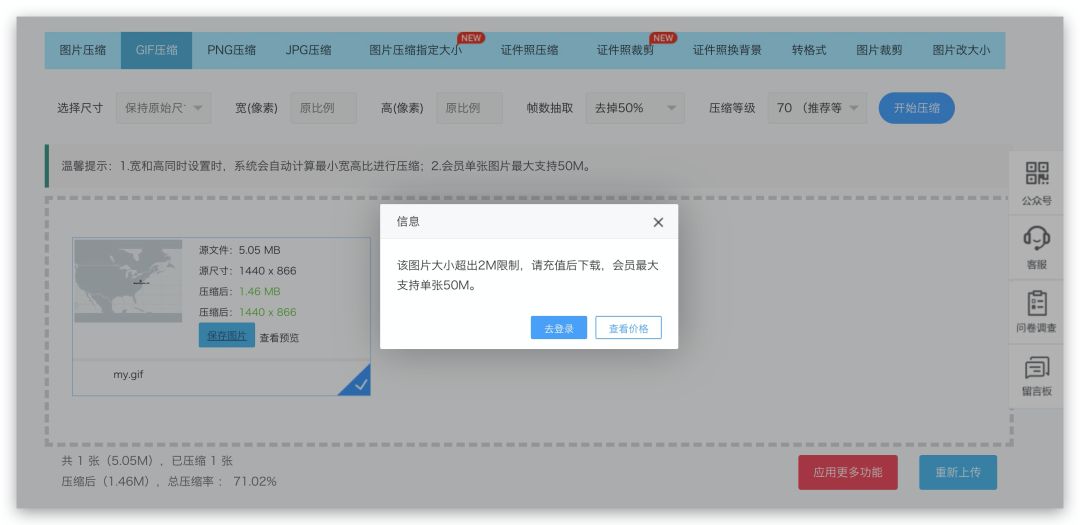 图片压缩 GIF压缩 PNG压缩 JPG压缩 图片压缩指定大小 NEW 证件照压缩 证件照裁剪 NEW 证件照换背景 转格式 图片裁剪 图片改大小
选择尺寸 保持原始尺寸 宽(像素) 原比例 高(像素) 原比例 帧数抽取 去掉50% 压缩等级 70 (推荐等 开始压缩
温馨提示：1.宽和高同时设置时，系统会自动计算最小宽高比进行压缩；2.会员单张图片最大支持50M。
公众号
客服
问卷调查
留言板
信息
该图片大小超出2M限制，请充值后下载，会员最大
支持单张50M。
去登录 查看价格
源文件：5.05 MB
源尺寸：1440 x 866
压缩后：1.46 MB
压缩后：1440 x 866
保存图片 查看预览
my.gif
共 1 张（5.05M），已压缩 1 张
压缩后（1.46M），总压缩率： 71.02%
应用更多功能 重新上传